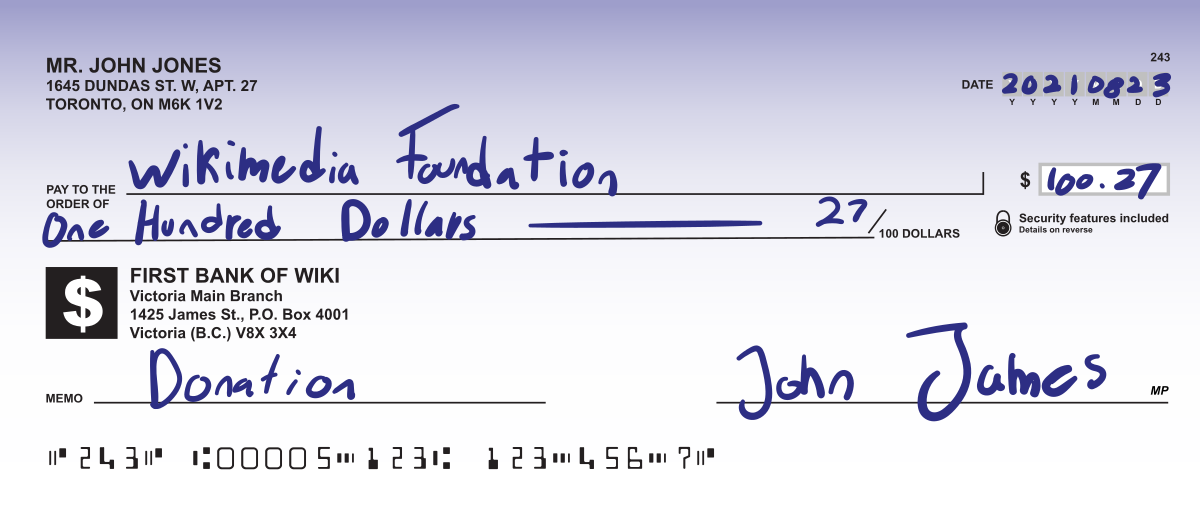 243
MR. JOHN JONES
1645 DUNDAS ST. W, APT. 27
TORONTO, ON M6K 1V2
DATE 20210823
Y Y Y Y M M D D
PAY TO THE ORDER OF Wikimedia Foundation $ 100.27
One Hundred Dollars 27/100 DOLLARS
Security features included
Details on reverse
$
FIRST BANK OF WIKI
Victoria Main Branch
1425 James St., P.O. Box 4001
Victoria (B.C.) V8X 3X4
MEMO Donation John James MP
⑈243⑈ ⑆00005⑉123⑆ 123⑉456⑉7⑈